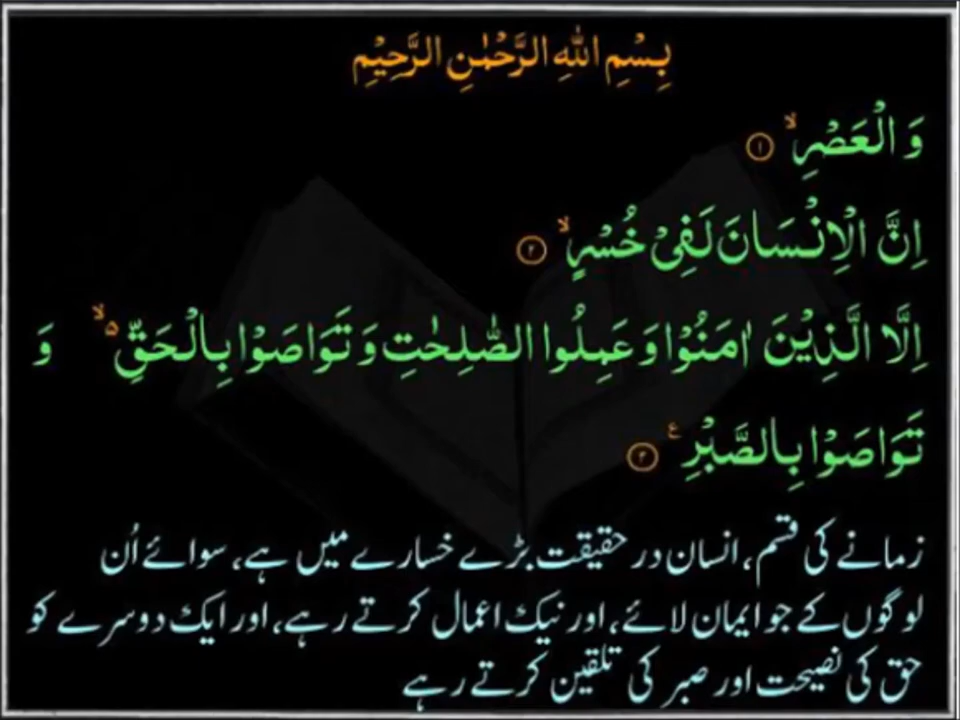 بِسْمِ اللهِ الرَّحْمٰنِ الرَّحِيْمِ
وَ الْعَصْرِ ۙ ۱
اِنَّ الْاِنْسَانَ لَفِیْ خُسْرٍ ۙ ۲
اِلَّا الَّذِیْنَ اٰمَنُوْا وَ عَمِلُوا الصّٰلِحٰتِ وَ تَوَاصَوْا بِالْحَقِّ ۵ۙ وَ
تَوَاصَوْا بِالصَّبْرِ ع ۳
زمانے کی قسم، انسان در حقیقت بڑے خسارے میں ہے، سوائے اُن
لوگوں کے جو ایمان لائے، اور نیک اعمال کرتے رہے، اور ایک دوسرے کو
حق کی نصیحت اور صبر کی تلقین کرتے رہے